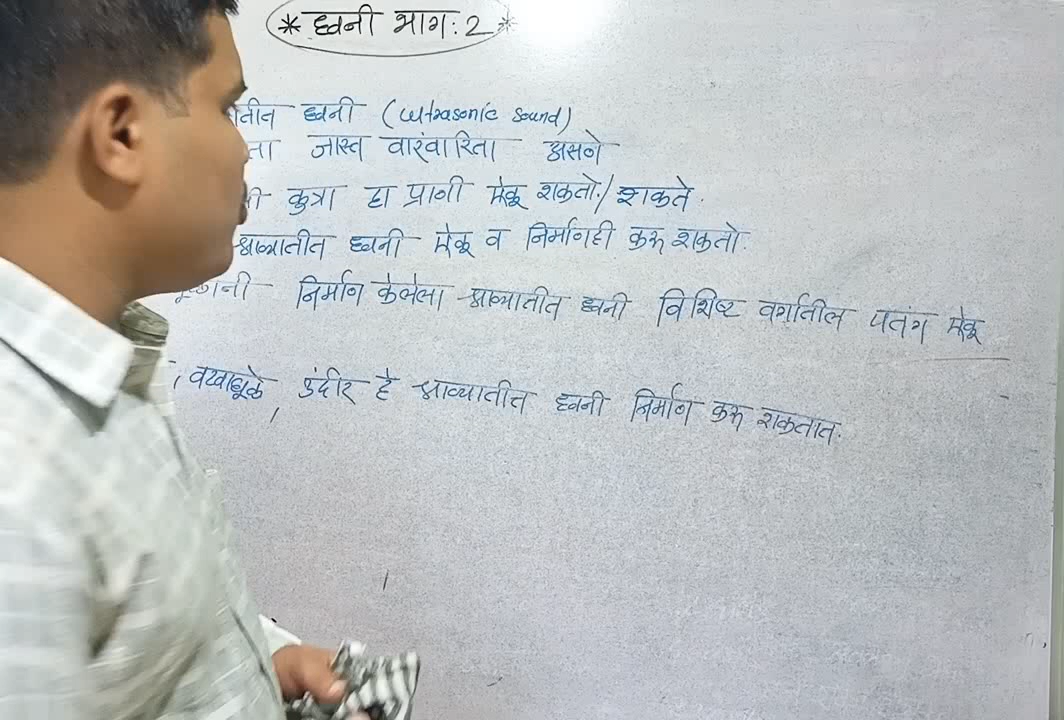 * ध्वनी भाग: 2 *
ध्वनी (ultrasonic sound)
जास्त वारंवारिता असणे
कुत्रा हा प्राणी ऐकू शकतो/शकते.
श्राव्यातीत ध्वनी ऐकू व निर्माणही करू शकतो.
निर्माण केलेला श्राव्यातीत ध्वनी विशिष्ट वर्गातील पतंग ऐकू
, वटवाघूळे, उंदीर हे श्राव्यातीत ध्वनी निर्माण करू शकतात.